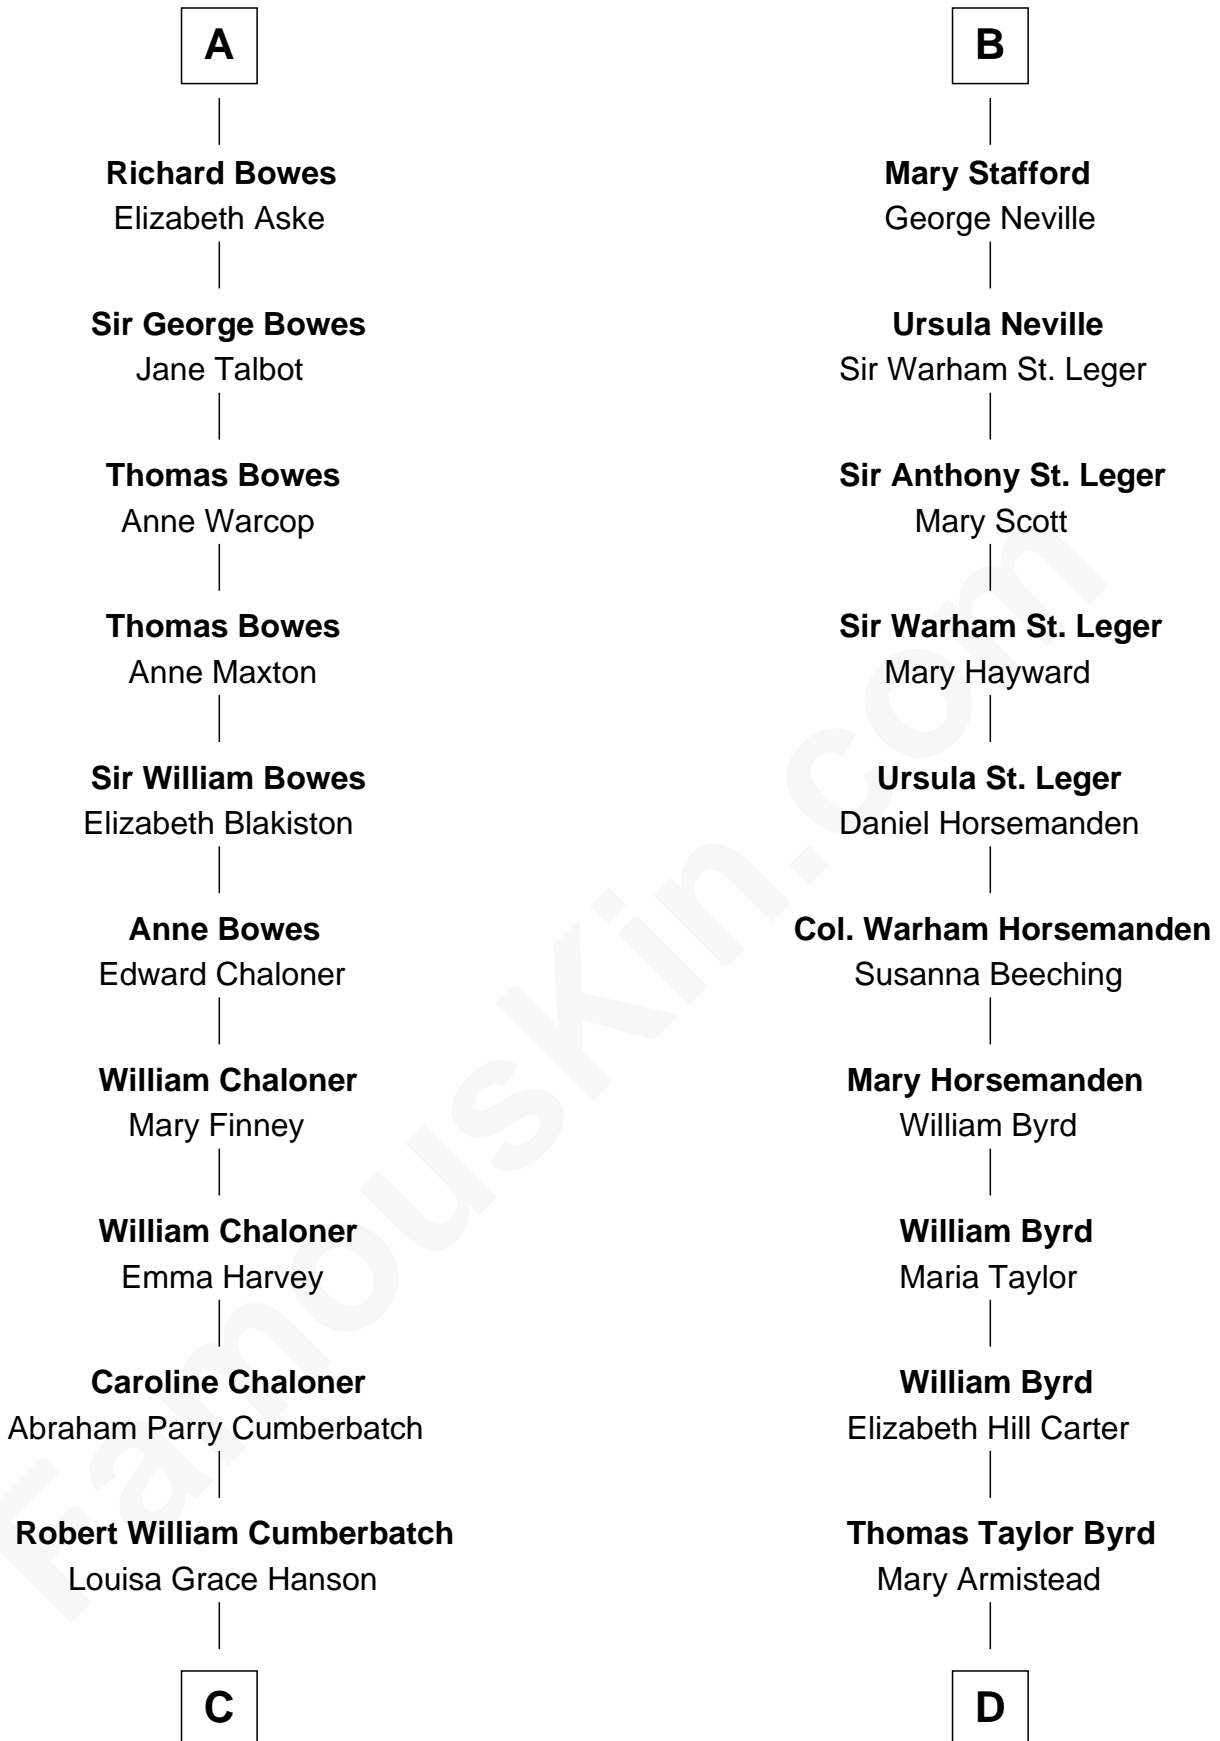 A
Richard Bowes
Elizabeth Aske
Sir George Bowes
Jane Talbot
Thomas Bowes
Anne Warcop
Thomas Bowes
Anne Maxton
Sir William Bowes
Elizabeth Blakiston
Anne Bowes
Edward Chaloner
William Chaloner
Mary Finney
William Chaloner
Emma Harvey
Caroline Chaloner
Abraham Parry Cumberbatch
Robert William Cumberbatch
Louisa Grace Hanson
C
B
Mary Stafford
George Neville
Ursula Neville
Sir Warham St. Leger
Sir Anthony St. Leger
Mary Scott
Sir Warham St. Leger
Mary Hayward
Ursula St. Leger
Daniel Horsemanden
Col. Warham Horsemanden
Susanna Beeching
Mary Horsemanden
William Byrd
William Byrd
Maria Taylor
William Byrd
Elizabeth Hill Carter
Thomas Taylor Byrd
Mary Armistead
D
FamousKin.com